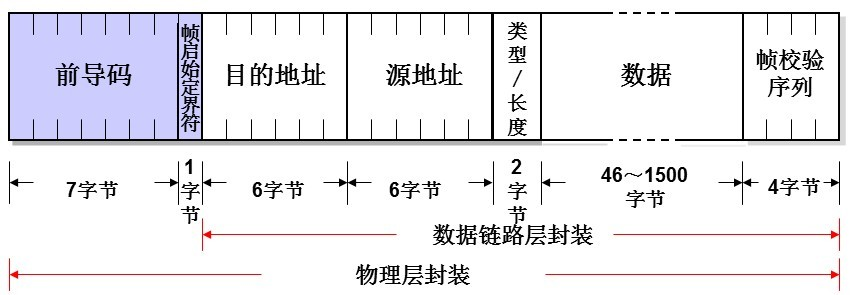 前导码
帧启始定界符
目的地址
源地址
类型/长度
数据
帧校验
序列
7字节
1字节
6字节
6字节
2字节
46～1500
字节
4字节
数据链路层封装
物理层封装